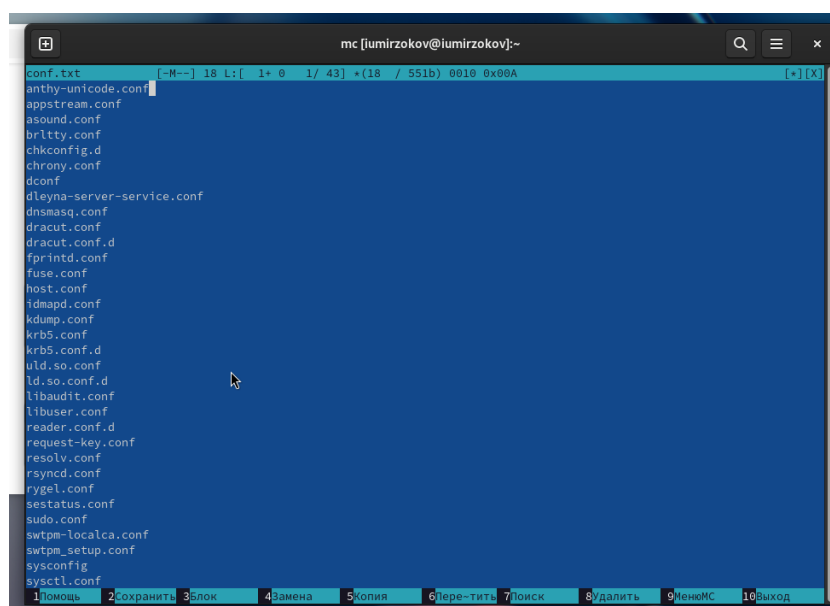 mc [iumirzokov@iumirzokov]:~
conf.txt [-M--] 18 L:[ 1+ 0 1/ 43] *(18 / 551b) 0010 0x00A [*][X]
anthy-unicode.conf
appstream.conf
asound.conf
brltty.conf
chkconfig.d
chrony.conf
dconf
dleyna-server-service.conf
dnsmasq.conf
dracut.conf
dracut.conf.d
fprintd.conf
fuse.conf
host.conf
idmapd.conf
kdump.conf
krb5.conf
krb5.conf.d
uld.so.conf
ld.so.conf.d
libaudit.conf
libuser.conf
reader.conf.d
request-key.conf
resolv.conf
rsyncd.conf
rygel.conf
sestatus.conf
sudo.conf
swtpm-localca.conf
swtpm_setup.conf
sysconfig
sysctl.conf
1Помощь 2Сохранить 3Блок 4Замена 5Копия 6Пере~тить 7Поиск 8Удалить 9МенюMC 10Выход